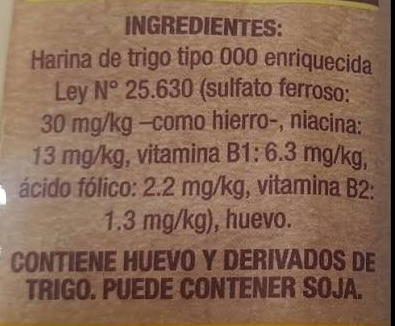 INGREDIENTES:
Harina de trigo tipo 000 enriquecida
Ley N° 25.630 (sulfato ferroso:
30 mg/kg –como hierro-, niacina:
13 mg/kg, vitamina B1: 6.3 mg/kg,
ácido fólico: 2.2 mg/kg, vitamina B2:
1.3 mg/kg), huevo.
CONTIENE HUEVO Y DERIVADOS DE
TRIGO. PUEDE CONTENER SOJA.